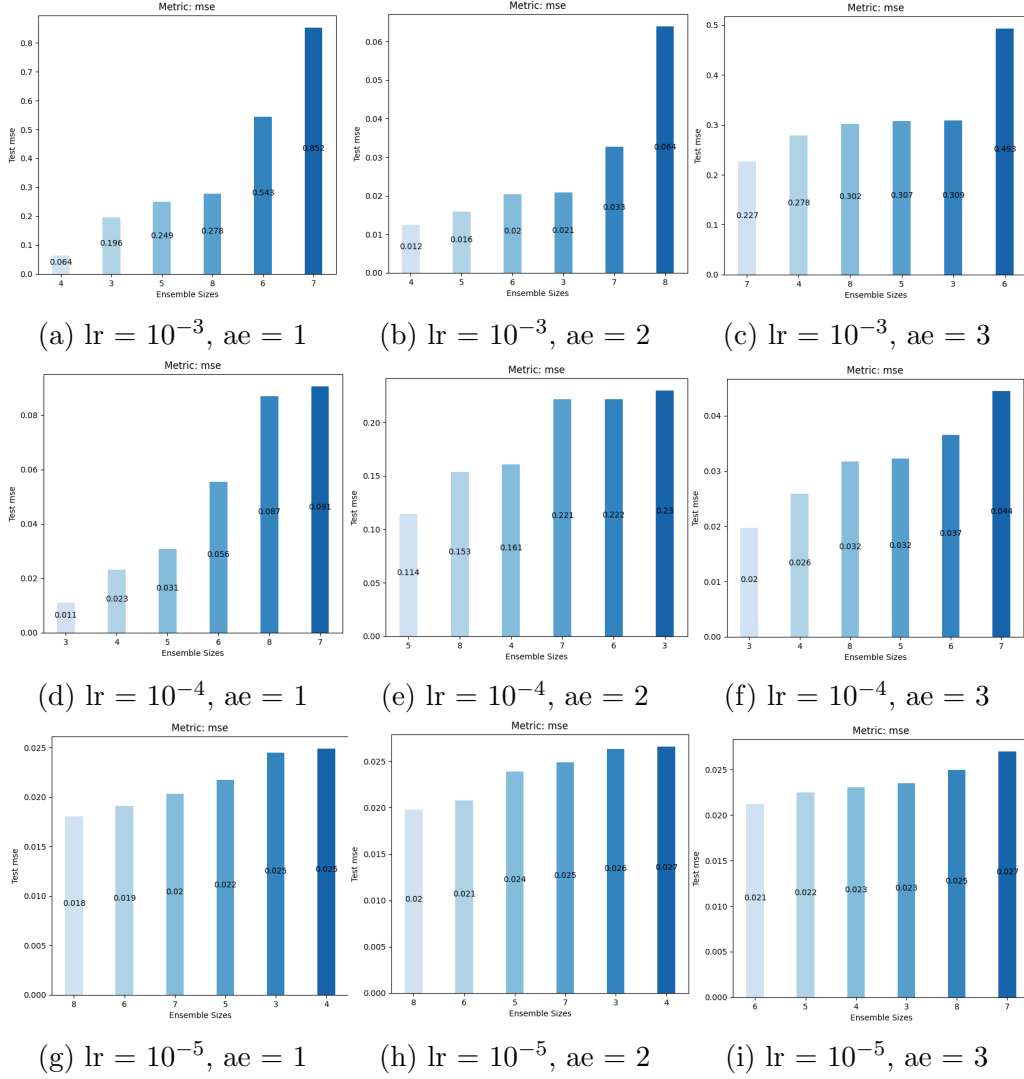 Metric: mse
Test mse
0.8
0.7
0.6
0.5
0.4
0.3
0.2
0.1
0.0
0.064
0.196
0.249
0.278
0.543
0.852
4 3 5 8 6 7
Ensemble Sizes
(a) lr = 10⁻³, ae = 1
Metric: mse
Test mse
0.06
0.05
0.04
0.03
0.02
0.01
0.00
0.012
0.016
0.02
0.021
0.033
0.064
4 5 6 3 7 8
Ensemble Sizes
(b) lr = 10⁻³, ae = 2
Metric: mse
Test mse
0.5
0.4
0.3
0.2
0.1
0.0
0.227
0.278
0.302
0.307
0.309
0.493
7 4 8 5 3 6
Ensemble Sizes
(c) lr = 10⁻³, ae = 3
Metric: mse
Test mse
0.08
0.06
0.04
0.02
0.00
0.011
0.023
0.031
0.056
0.087
0.091
3 4 5 6 8 7
Ensemble Sizes
(d) lr = 10⁻⁴, ae = 1
Metric: mse
Test mse
0.20
0.15
0.10
0.05
0.00
0.114
0.153
0.161
0.221
0.222
0.23
5 8 4 7 6 3
Ensemble Sizes
(e) lr = 10⁻⁴, ae = 2
Metric: mse
Test mse
0.04
0.03
0.02
0.01
0.00
0.02
0.026
0.032
0.032
0.037
0.044
3 4 8 5 6 7
Ensemble Sizes
(f) lr = 10⁻⁴, ae = 3
Metric: mse
Test mse
0.025
0.020
0.015
0.010
0.005
0.000
0.018
0.019
0.02
0.022
0.025
0.025
8 6 7 5 3 4
Ensemble Sizes
(g) lr = 10⁻⁵, ae = 1
Metric: mse
Test mse
0.025
0.020
0.015
0.010
0.005
0.000
0.02
0.021
0.024
0.025
0.026
0.027
8 6 5 7 3 4
Ensemble Sizes
(h) lr = 10⁻⁵, ae = 2
Metric: mse
Test mse
0.025
0.020
0.015
0.010
0.005
0.000
0.021
0.022
0.023
0.023
0.025
0.027
6 5 4 3 8 7
Ensemble Sizes
(i) lr = 10⁻⁵, ae = 3